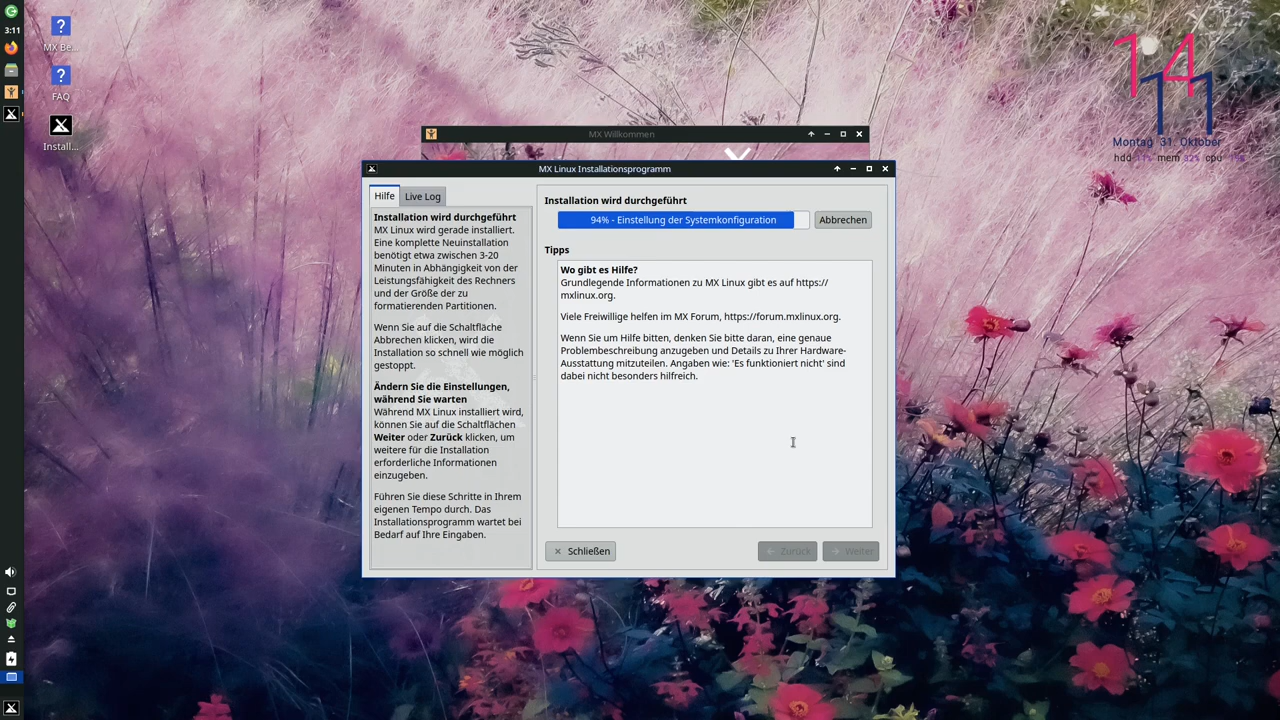 3:11
MX Be...
FAQ
Install...
14
11
Montag 31 Oktober
hdd 11% mem 32% cpu
MX Willkommen
MX Linux Installationsprogramm
Hilfe
Live Log
Installation wird durchgeführt
MX Linux wird gerade installiert.
Eine komplette Neuinstallation
benötigt etwa zwischen 3-20
Minuten in Abhängigkeit von der
Leistungsfähigkeit des Rechners
und der Größe der zu
formatierenden Partitionen.
Wenn Sie auf die Schaltfläche
Abbrechen klicken, wird die
Installation so schnell wie möglich
gestoppt.
Ändern Sie die Einstellungen,
während Sie warten
Während MX Linux installiert wird,
können Sie auf die Schaltflächen
Weiter oder Zurück klicken, um
weitere für die Installation
erforderliche Informationen
einzugeben.
Führen Sie diese Schritte in Ihrem
eigenen Tempo durch. Das
Installationsprogramm wartet bei
Bedarf auf Ihre Eingaben.
Installation wird durchgeführt
94% - Einstellung der Systemkonfiguration
Abbrechen
Tipps
Wo gibt es Hilfe?
Grundlegende Informationen zu MX Linux gibt es auf https://
mxlinux.org.
Viele Freiwillige helfen im MX Forum, https://forum.mxlinux.org.
Wenn Sie um Hilfe bitten, denken Sie bitte daran, eine genaue
Problembeschreibung anzugeben und Details zu Ihrer Hardware-
Ausstattung mitzuteilen. Angaben wie: 'Es funktioniert nicht' sind
dabei nicht besonders hilfreich.
Schließen
Zurück
Weiter